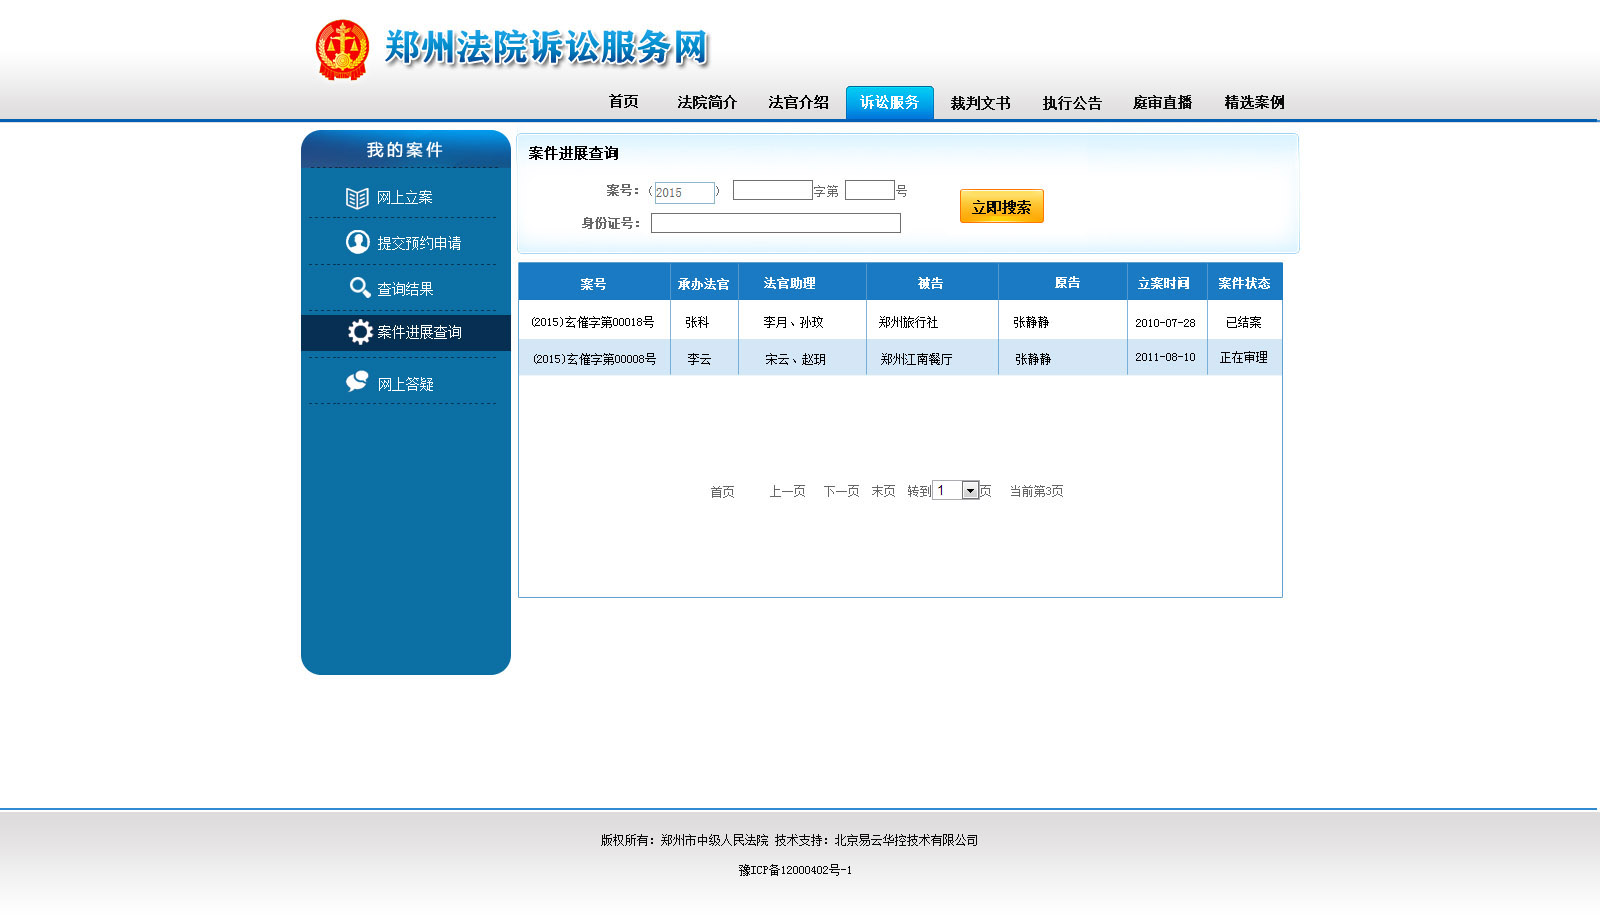 郑州法院诉讼服务网
首页 法院简介 法官介绍 诉讼服务 裁判文书 执行公告 庭审直播 精选案例
我的案件
网上立案
提交预约申请
查询结果
案件进展查询
网上答疑
案件进展查询
案号：（2015） 字第 号
身份证号：
立即搜索
案号 承办法官 法官助理 被告 原告 立案时间 案件状态
(2015)玄催字第00018号 张科 李月、孙玟 郑州旅行社 张静静 2010-07-28 已结案
(2015)玄催字第00008号 李云 宋云、赵玥 郑州江南餐厅 张静静 2011-08-10 正在审理
首页 上一页 下一页 末页 转到 1 页 当前第3页
版权所有：郑州市中级人民法院 技术支持：北京易云华控技术有限公司
豫ICP备12000402号-1